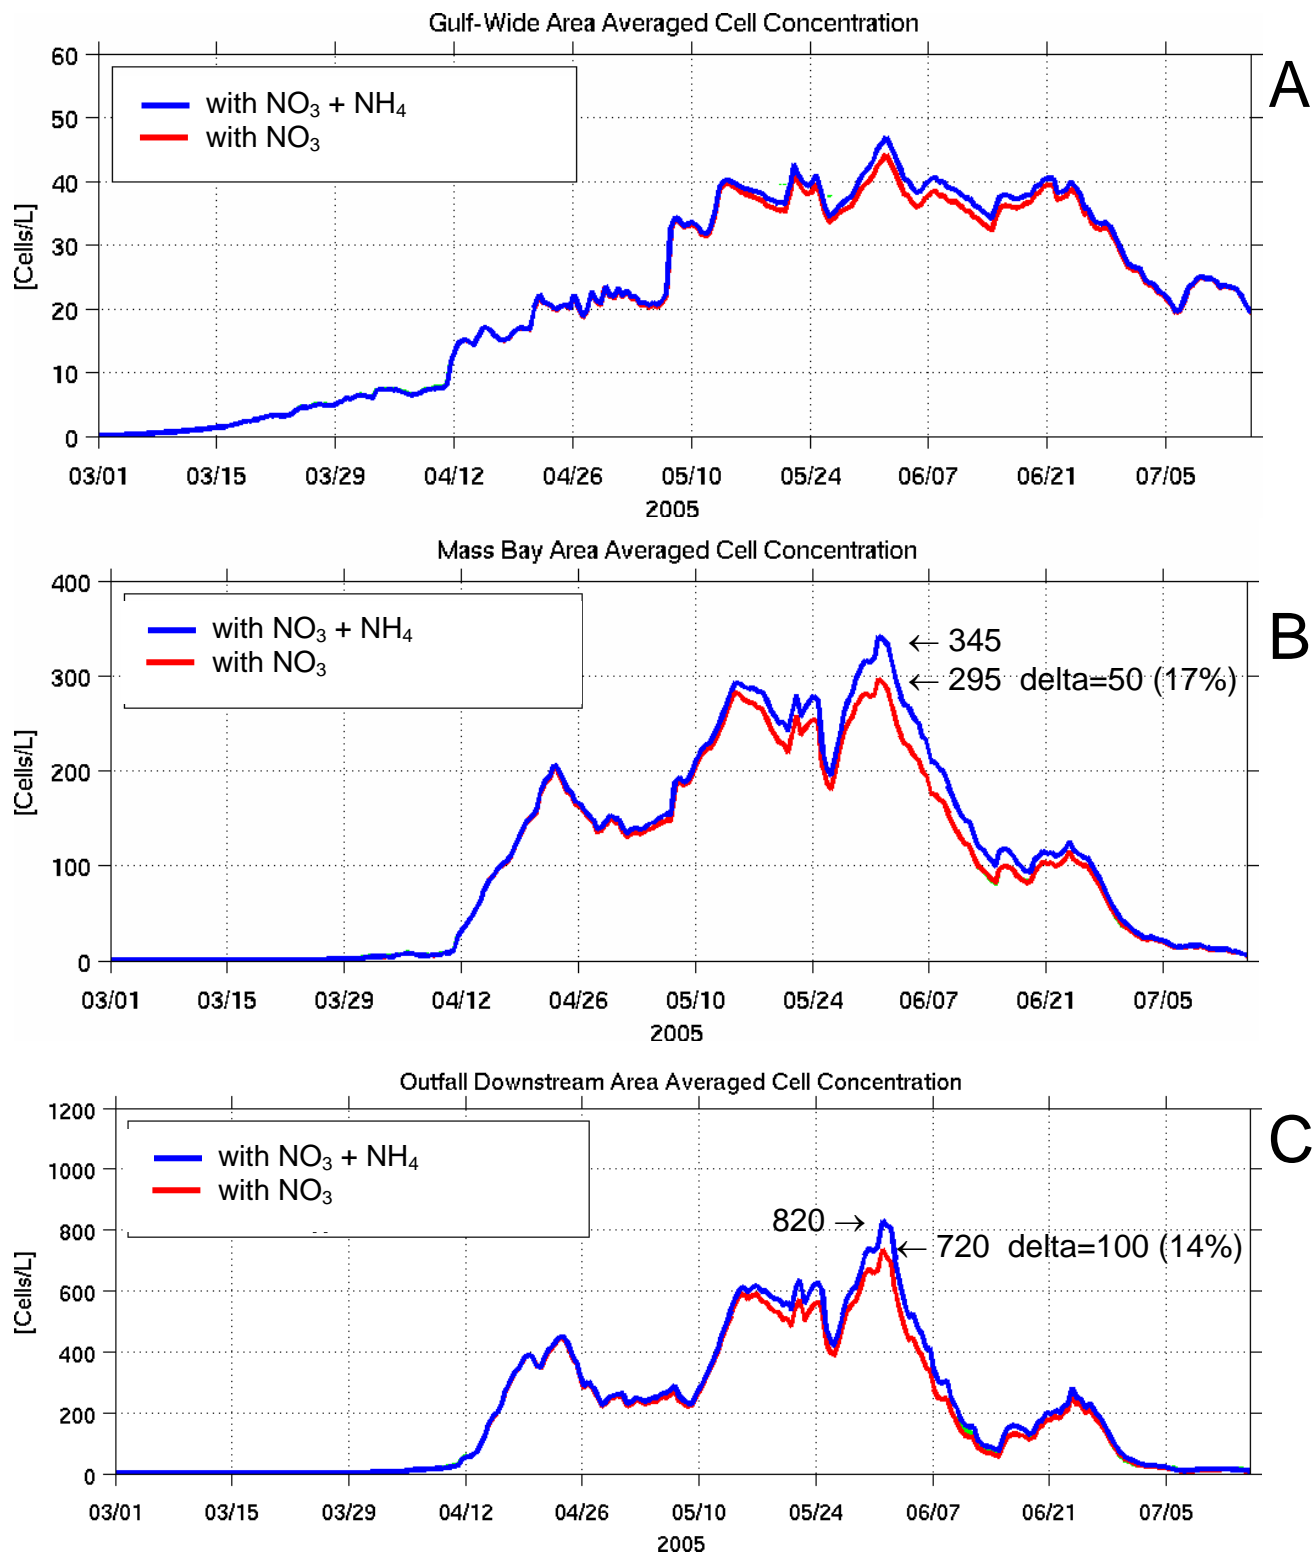 Gulf-Wide Area Averaged Cell Concentration
A
60
50
40
30
20
10
0
[Cells/L]
with NO₃ + NH₄
with NO₃
03/01 03/15 03/29 04/12 04/26 05/10 05/24 06/07 06/21 07/05
2005
Mass Bay Area Averaged Cell Concentration
B
400
300
200
100
0
[Cells/L]
with NO₃ + NH₄
with NO₃
← 345
← 295 delta=50 (17%)
03/01 03/15 03/29 04/12 04/26 05/10 05/24 06/07 06/21 07/05
2005
Outfall Downstream Area Averaged Cell Concentration
C
1200
1000
800
600
400
200
0
[Cells/L]
with NO₃ + NH₄
with NO₃
820 →
← 720 delta=100 (14%)
03/01 03/15 03/29 04/12 04/26 05/10 05/24 06/07 06/21 07/05
2005